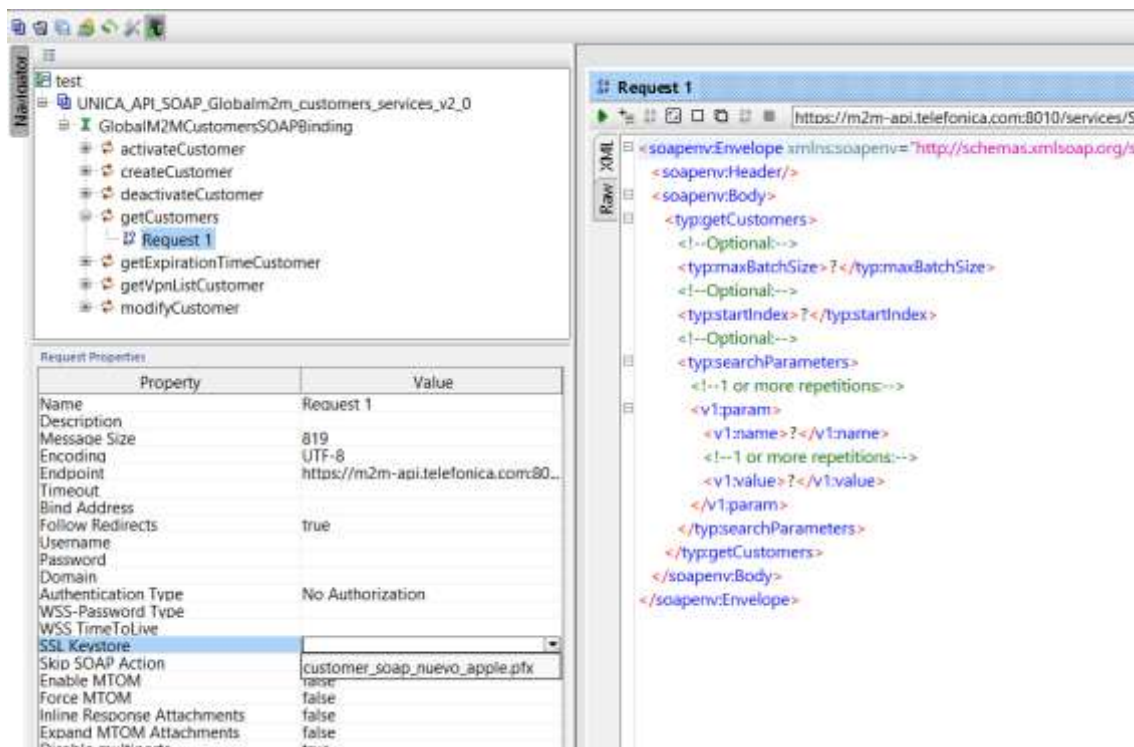 Navigator
test
UNICA_API_SOAP_Globalm2m_customers_services_v2_0
GlobalM2MCustomersSOAPBinding
activateCustomer
createCustomer
deactivateCustomer
getCustomers
Request 1
getExpirationTimeCustomer
getVpnListCustomer
modifyCustomer
Request Properties
Property Value
Name Request 1
Description
Message Size 819
Encoding UTF-8
Endpoint https://m2m-api.telefonica.com:80...
Timeout
Bind Address
Follow Redirects true
Username
Password
Domain
Authentication Type No Authorization
WSS-Password Type
WSS TimeToLive
SSL Keystore
Skip SOAP Action customer_soap_nuevo_apple.pfx
Enable MTOM false
Force MTOM false
Inline Response Attachments false
Expand MTOM Attachments false
Disable multiparts true
Request 1
https://m2m-api.telefonica.com:8010/services/S
XML
Raw
<soapenv:Envelope xmlns:soapenv="http://schemas.xmlsoap.org/s
<soapenv:Header/>
<soapenv:Body>
<typ:getCustomers>
<!--Optional:-->
<typ:maxBatchSize>?</typ:maxBatchSize>
<!--Optional:-->
<typ:startIndex>?</typ:startIndex>
<!--Optional:-->
<typ:searchParameters>
<!--1 or more repetitions:-->
<v1:param>
<v1:name>?</v1:name>
<!--1 or more repetitions:-->
<v1:value>?</v1:value>
</v1:param>
</typ:searchParameters>
</typ:getCustomers>
</soapenv:Body>
</soapenv:Envelope>